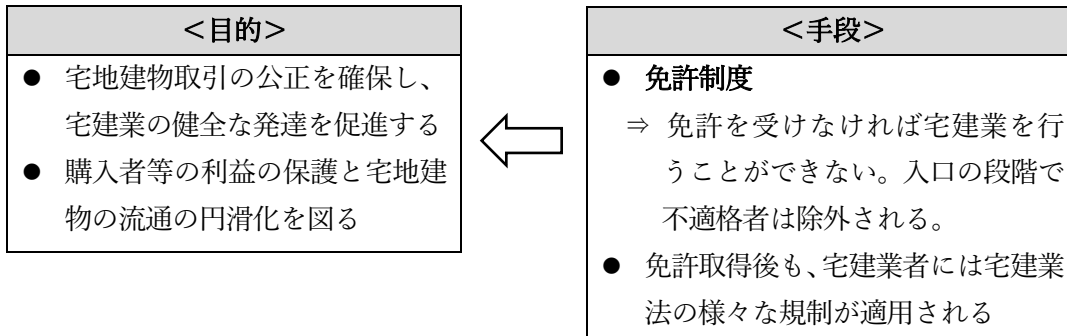 ＜目的＞
● 宅地建物取引の公正を確保し、
宅建業の健全な発達を促進する
● 購入者等の利益の保護と宅地建
物の流通の円滑化を図る
＜手段＞
● 免許制度
⇒ 免許を受けなければ宅建業を行
うことができない。入口の段階で
不適格者は除外される。
● 免許取得後も、宅建業者には宅建業
法の様々な規制が適用される